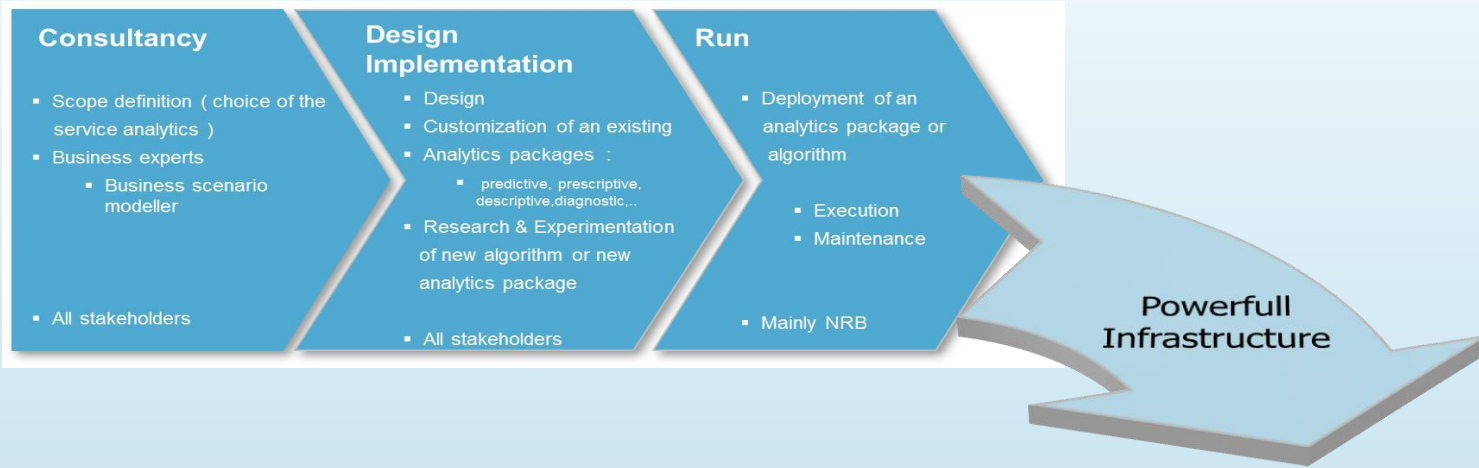 Consultancy
▪ Scope definition ( choice of the
service analytics )
▪ Business experts
▪ Business scenario
modeller
▪ All stakeholders
Design
Implementation
▪ Design
▪ Customization of an existing
▪ Analytics packages :
▪ predictive, prescriptive,
descriptive,diagnostic,..
▪ Research & Experimentation
of new algorithm or new
analytics package
▪ All stakeholders
Run
▪ Deployment of an
analytics package or
algorithm
▪ Execution
▪ Maintenance
▪ Mainly NRB
Powerfull
Infrastructure